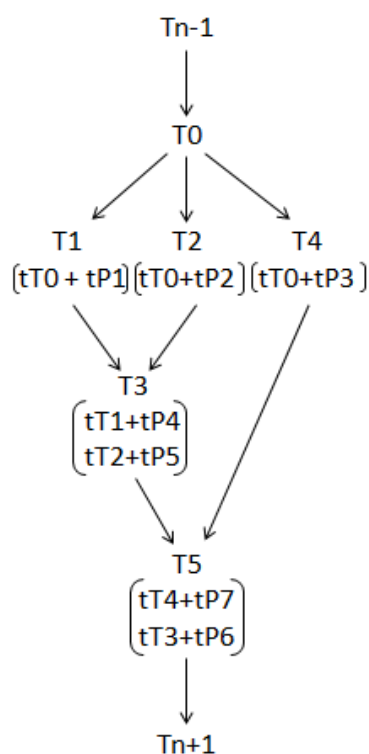 Tn-1
T0
T1 T2 T4
[tT0 + tP1] [tT0+tP2] [tT0+tP3]
T3
tT1+tP4
tT2+tP5
T5
tT4+tP7
tT3+tP6
Tn+1